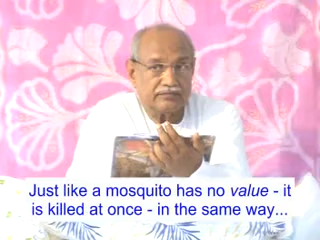 Just like a mosquito has no value - it
is killed at once - in the same way...